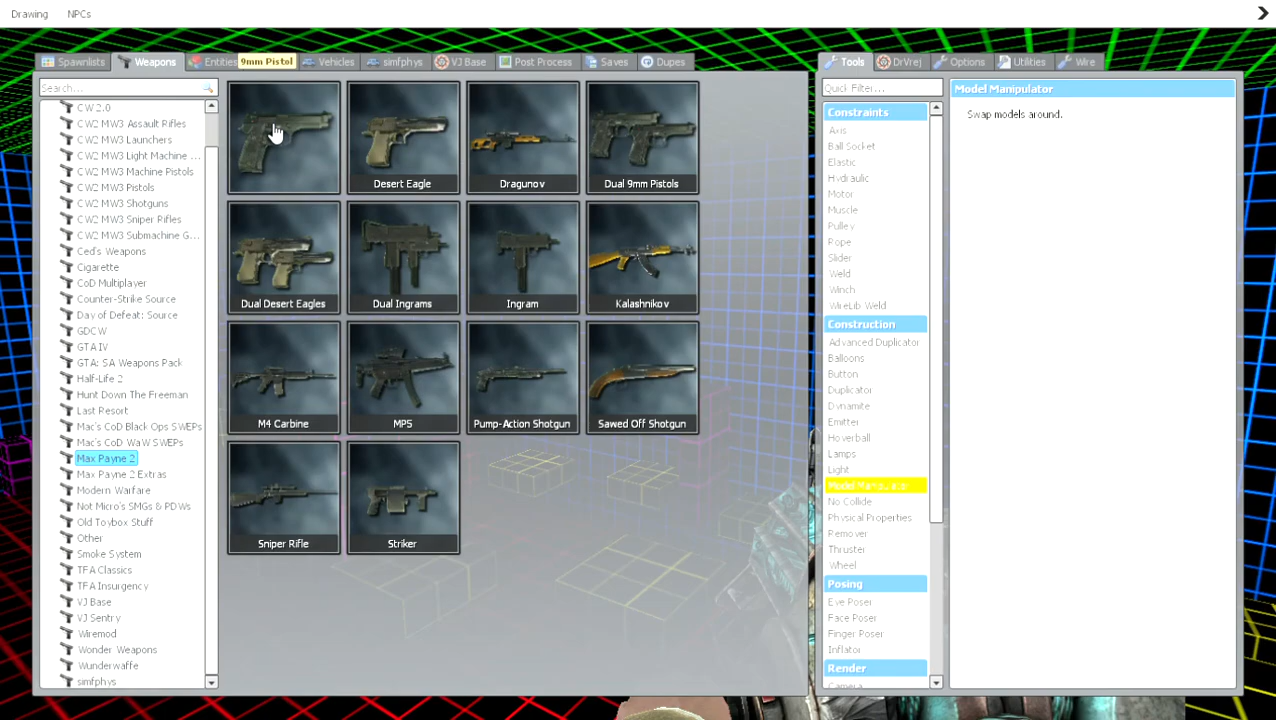 Drawing NPCs
Spawnlists Weapons Entities 9mm Pistol Vehicles simfphys VJ Base Post Process Saves Dupes
Search...
CW 2.0
CW2 MW3 Assault Rifles
CW2 MW3 Launchers
CW2 MW3 Light Machine ...
CW2 MW3 Machine Pistols
CW2 MW3 Pistols
CW2 MW3 Shotguns
CW2 MW3 Sniper Rifles
CW2 MW3 Submachine G...
Ced's Weapons
Cigarette
CoD Multiplayer
Counter-Strike Source
Day of Defeat: Source
GDCW
GTA IV
GTA: SA Weapons Pack
Half-Life 2
Hunt Down The Freeman
Last Resort
Mac's CoD Black Ops SWEPs
Mac's CoD WaW SWEPs
Max Payne 2
Max Payne 2 Extras
Modern Warfare
Not Micro's SMGs & PDWs
Old Toybox Stuff
Other
Smoke System
TFA Classics
TFA Insurgency
VJ Base
VJ Sentry
Wiremod
Wonder Weapons
Wunderwaffe
simfphys
Desert Eagle Dragunov Dual 9mm Pistols
Dual Desert Eagles Dual Ingrams Ingram Kalashnikov
M4 Carbine MP5 Pump-Action Shotgun Sawed Off Shotgun
Sniper Rifle Striker
Tools DrVrej Options Utilities Wire
Quick Filter...
Constraints
Axis
Ball Socket
Elastic
Hydraulic
Motor
Muscle
Pulley
Rope
Slider
Weld
Winch
WireLib Weld
Construction
Advanced Duplicator
Balloons
Button
Duplicator
Dynamite
Emitter
Hoverball
Lamps
Light
Model Manipulator
No Collide
Physical Properties
Remover
Thruster
Wheel
Posing
Eye Poser
Face Poser
Finger Poser
Inflator
Render
Camera
Model Manipulator
Swap models around.